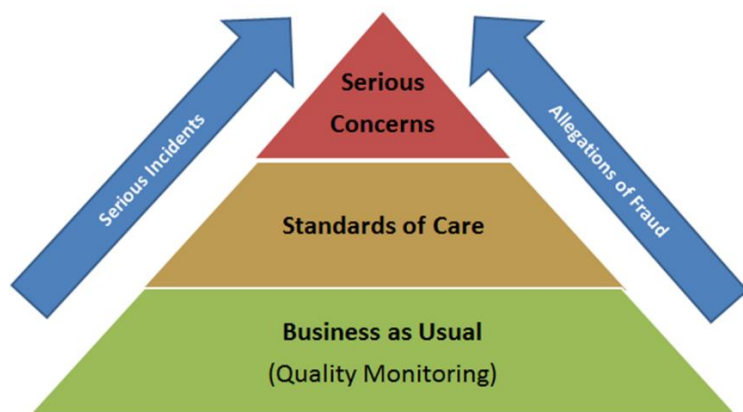 Serious
Concerns
Serious Incidents
Allegations of Fraud
Standards of Care
Business as Usual
(Quality Monitoring)